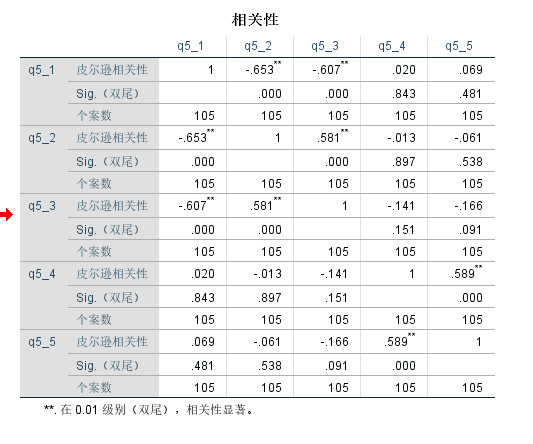 相关性
q5_1 q5_2 q5_3 q5_4 q5_5
q5_1 皮尔逊相关性 1 -.653** -.607** .020 .069
Sig.（双尾） .000 .000 .843 .481
个案数 105 105 105 105 105
q5_2 皮尔逊相关性 -.653** 1 .581** -.013 -.061
Sig.（双尾） .000 .000 .897 .538
个案数 105 105 105 105 105
q5_3 皮尔逊相关性 -.607** .581** 1 -.141 -.166
Sig.（双尾） .000 .000 .151 .091
个案数 105 105 105 105 105
q5_4 皮尔逊相关性 .020 -.013 -.141 1 .589**
Sig.（双尾） .843 .897 .151 .000
个案数 105 105 105 105 105
q5_5 皮尔逊相关性 .069 -.061 -.166 .589** 1
Sig.（双尾） .481 .538 .091 .000
个案数 105 105 105 105 105
**. 在 0.01 级别（双尾），相关性显著。